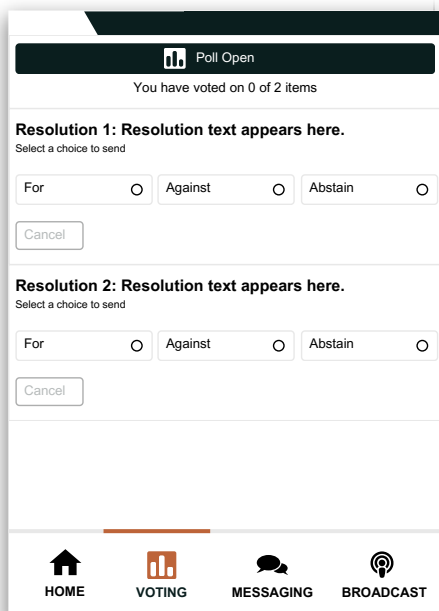 Poll Open
You have voted on 0 of 2 items
Resolution 1: Resolution text appears here.
Select a choice to send
For Against Abstain
Cancel
Resolution 2: Resolution text appears here.
Select a choice to send
For Against Abstain
Cancel
HOME VOTING MESSAGING BROADCAST